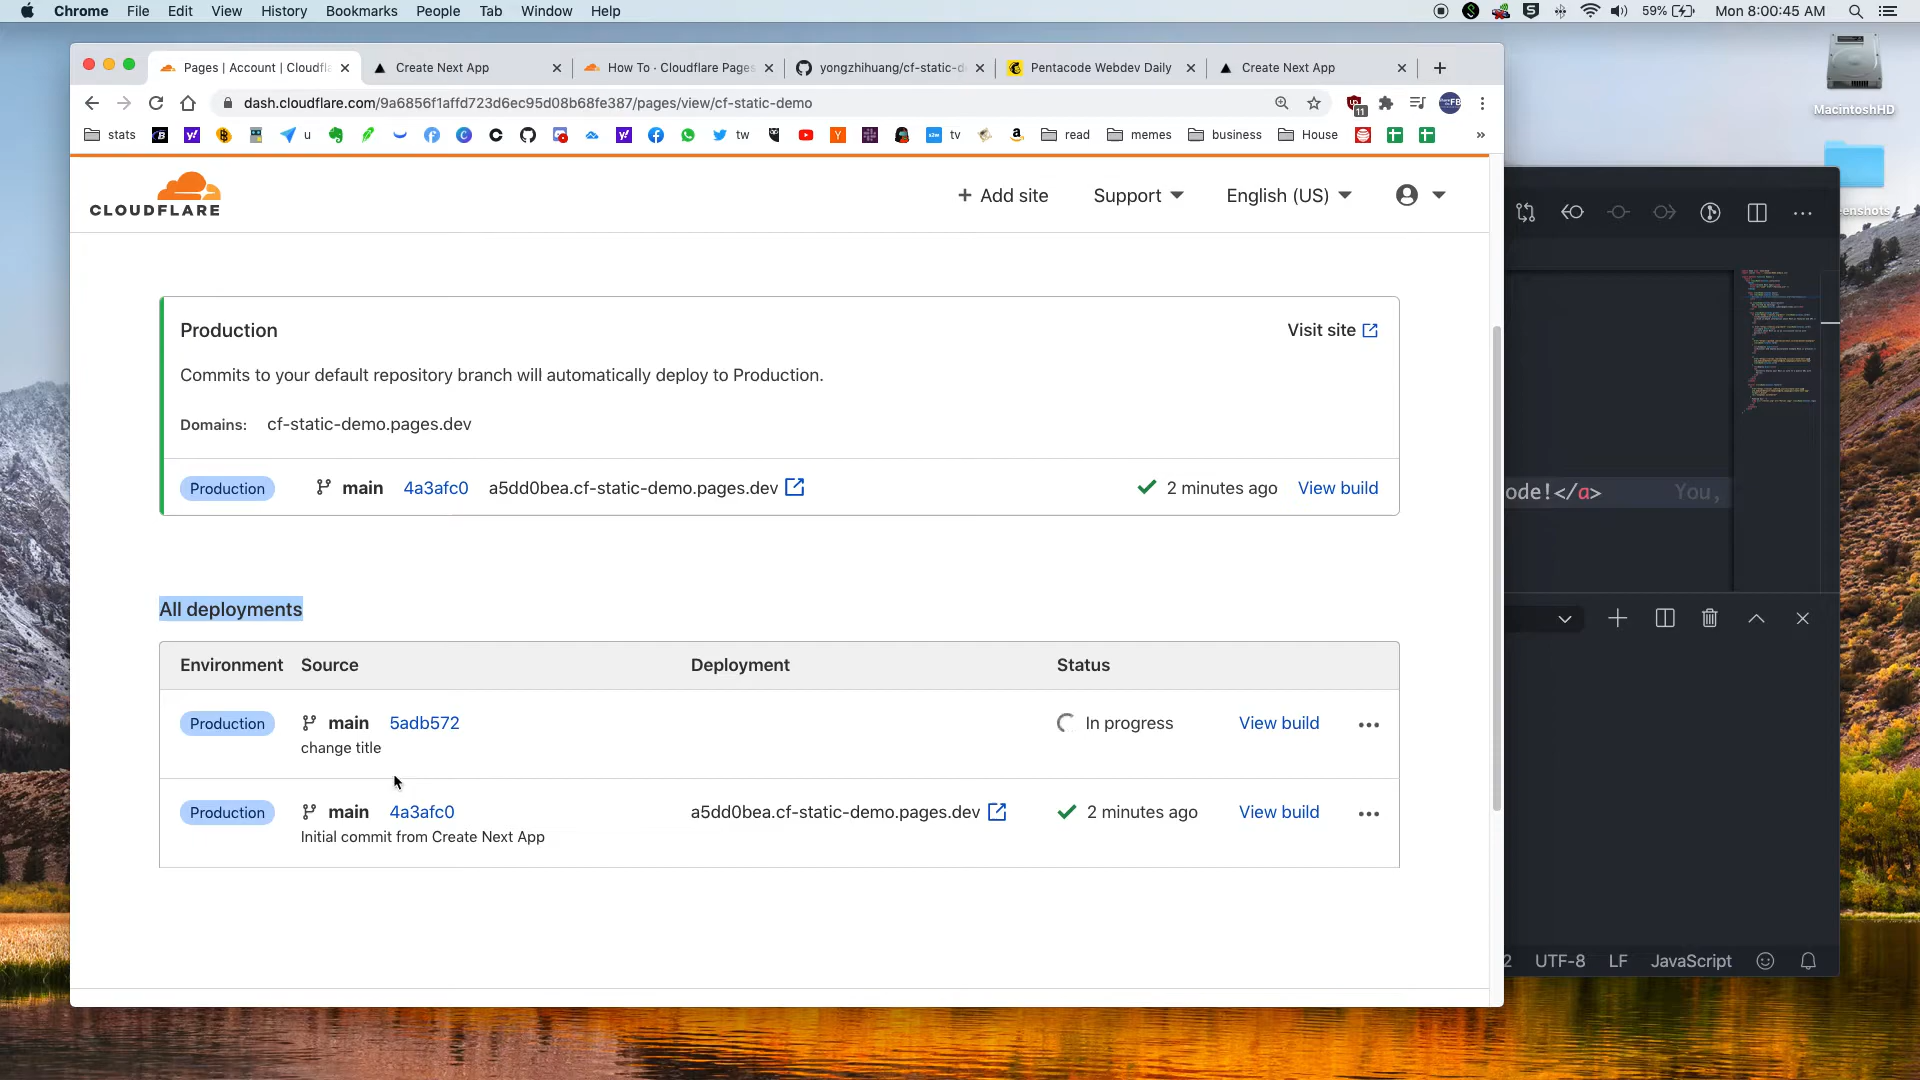 Chrome File Edit View History Bookmarks People Tab Window Help
59% Mon 8:00:45 AM
MacintoshHD
Pages | Account | Cloudfla
Create Next App
How To · Cloudflare Pages
yongzhihuang/cf-static-d
Pentacode Webdev Daily
Create Next App
dash.cloudflare.com/9a6856f1affd723d6ec95d08b68fe387/pages/view/cf-static-demo
11
stats u tw tv read memes business House »
CLOUDFLARE
+ Add site Support English (US)
Production
Visit site
Commits to your default repository branch will automatically deploy to Production.
Domains: cf-static-demo.pages.dev
Production main 4a3afc0 a5dd0bea.cf-static-demo.pages.dev 2 minutes ago View build
All deployments
Environment Source Deployment Status
Production main 5adb572 In progress View build
change title
Production main 4a3afc0 a5dd0bea.cf-static-demo.pages.dev 2 minutes ago View build
Initial commit from Create Next App
enshots
ode!</a> You,
2 UTF-8 LF JavaScript